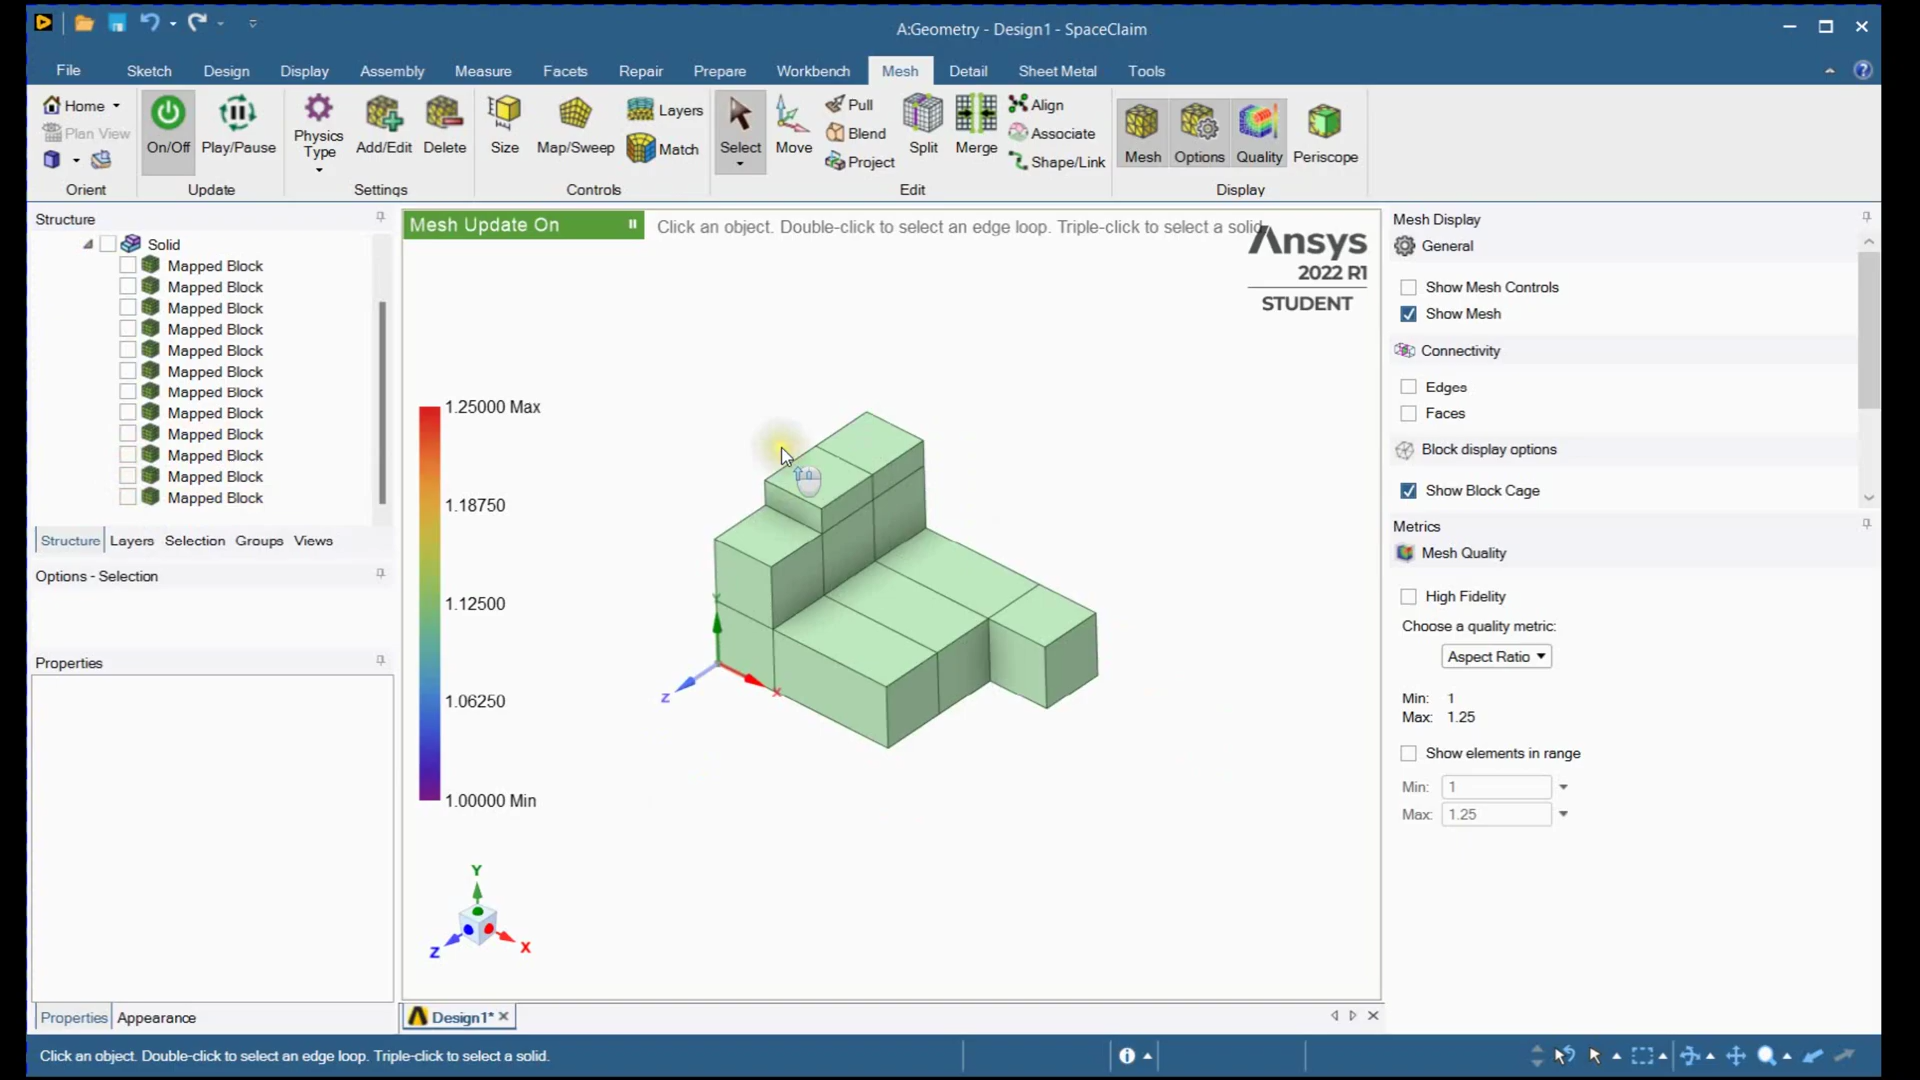 A:Geometry - Design1 - SpaceClaim
File Sketch Design Display Assembly Measure Facets Repair Prepare Workbench Mesh Detail Sheet Metal Tools
Home
Plan View
Orient
On/Off Play/Pause
Update
Physics Type Add/Edit Delete
Settings
Size Map/Sweep Layers
Match
Controls
Select Move Pull
Blend
Project
Split Merge Align
Associate
Shape/Link
Edit
Mesh Options Quality Periscope
Display
Structure
Solid
Mapped Block
Mapped Block
Mapped Block
Mapped Block
Mapped Block
Mapped Block
Mapped Block
Mapped Block
Mapped Block
Mapped Block
Mapped Block
Mapped Block
Structure Layers Selection Groups Views
Options - Selection
Properties
Properties Appearance
Mesh Update On
Click an object. Double-click to select an edge loop. Triple-click to select a solid.
Ansys
2022 R1
STUDENT
1.25000 Max
1.18750
1.12500
1.06250
1.00000 Min
Y
Z
X
Y
Z
X
Design1*
Mesh Display
General
Show Mesh Controls
Show Mesh
Connectivity
Edges
Faces
Block display options
Show Block Cage
Metrics
Mesh Quality
High Fidelity
Choose a quality metric:
Aspect Ratio
Min: 1
Max: 1.25
Show elements in range
Min: 1
Max: 1.25
Click an object. Double-click to select an edge loop. Triple-click to select a solid.